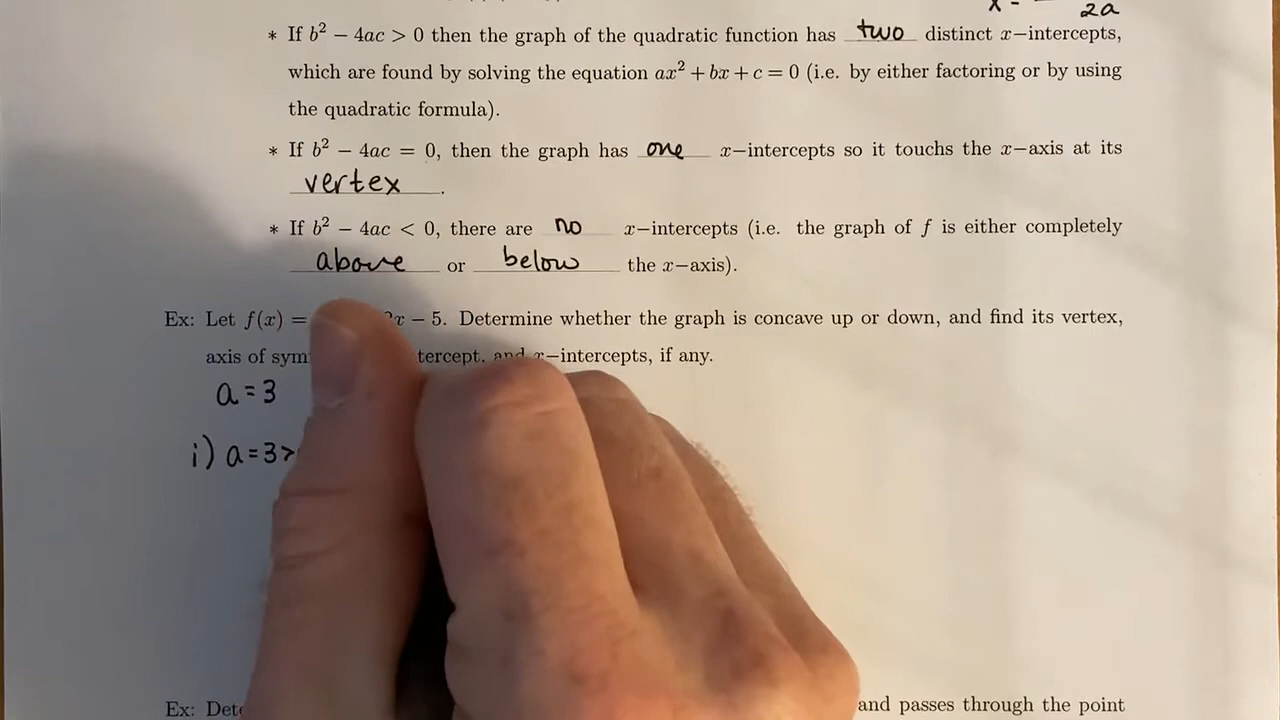 x =
2a
* If b² − 4ac > 0 then the graph of the quadratic function has two distinct x−intercepts,
which are found by solving the equation ax² + bx + c = 0 (i.e. by either factoring or by using
the quadratic formula).
* If b² − 4ac = 0, then the graph has one x−intercepts so it touchs the x−axis at its
vertex .
* If b² − 4ac < 0, there are no x−intercepts (i.e. the graph of f is either completely
above or below the x−axis).
Ex: Let f(x) = x − 5. Determine whether the graph is concave up or down, and find its vertex,
axis of and x−intercepts, if any.
a = 3
i) a = 3 >
Ex: and passes through the point